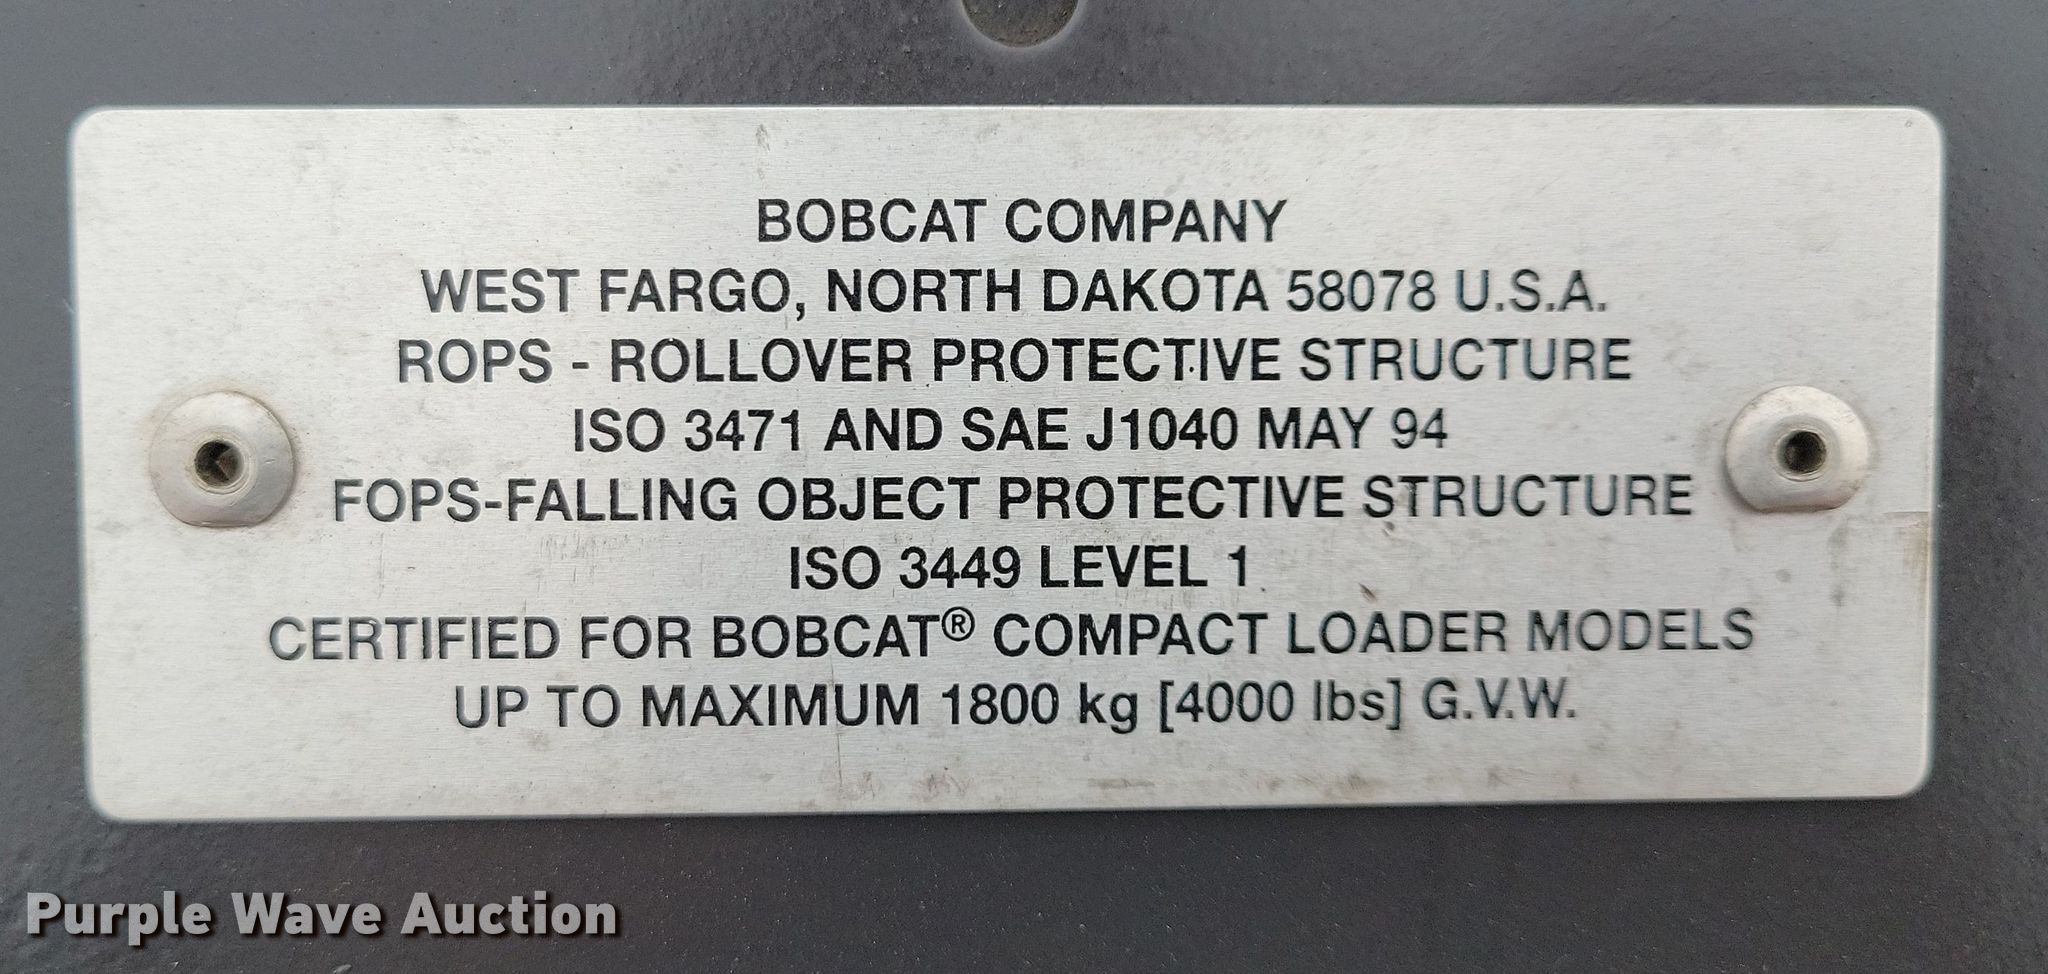 BOBCAT COMPANY
WEST FARGO, NORTH DAKOTA 58078 U.S.A.
ROPS - ROLLOVER PROTECTIVE STRUCTURE
ISO 3471 AND SAE J1040 MAY 94
FOPS-FALLING OBJECT PROTECTIVE STRUCTURE
ISO 3449 LEVEL 1
CERTIFIED FOR BOBCAT® COMPACT LOADER MODELS
UP TO MAXIMUM 1800 kg [4000 lbs] G.V.W.
Purple Wave Auction